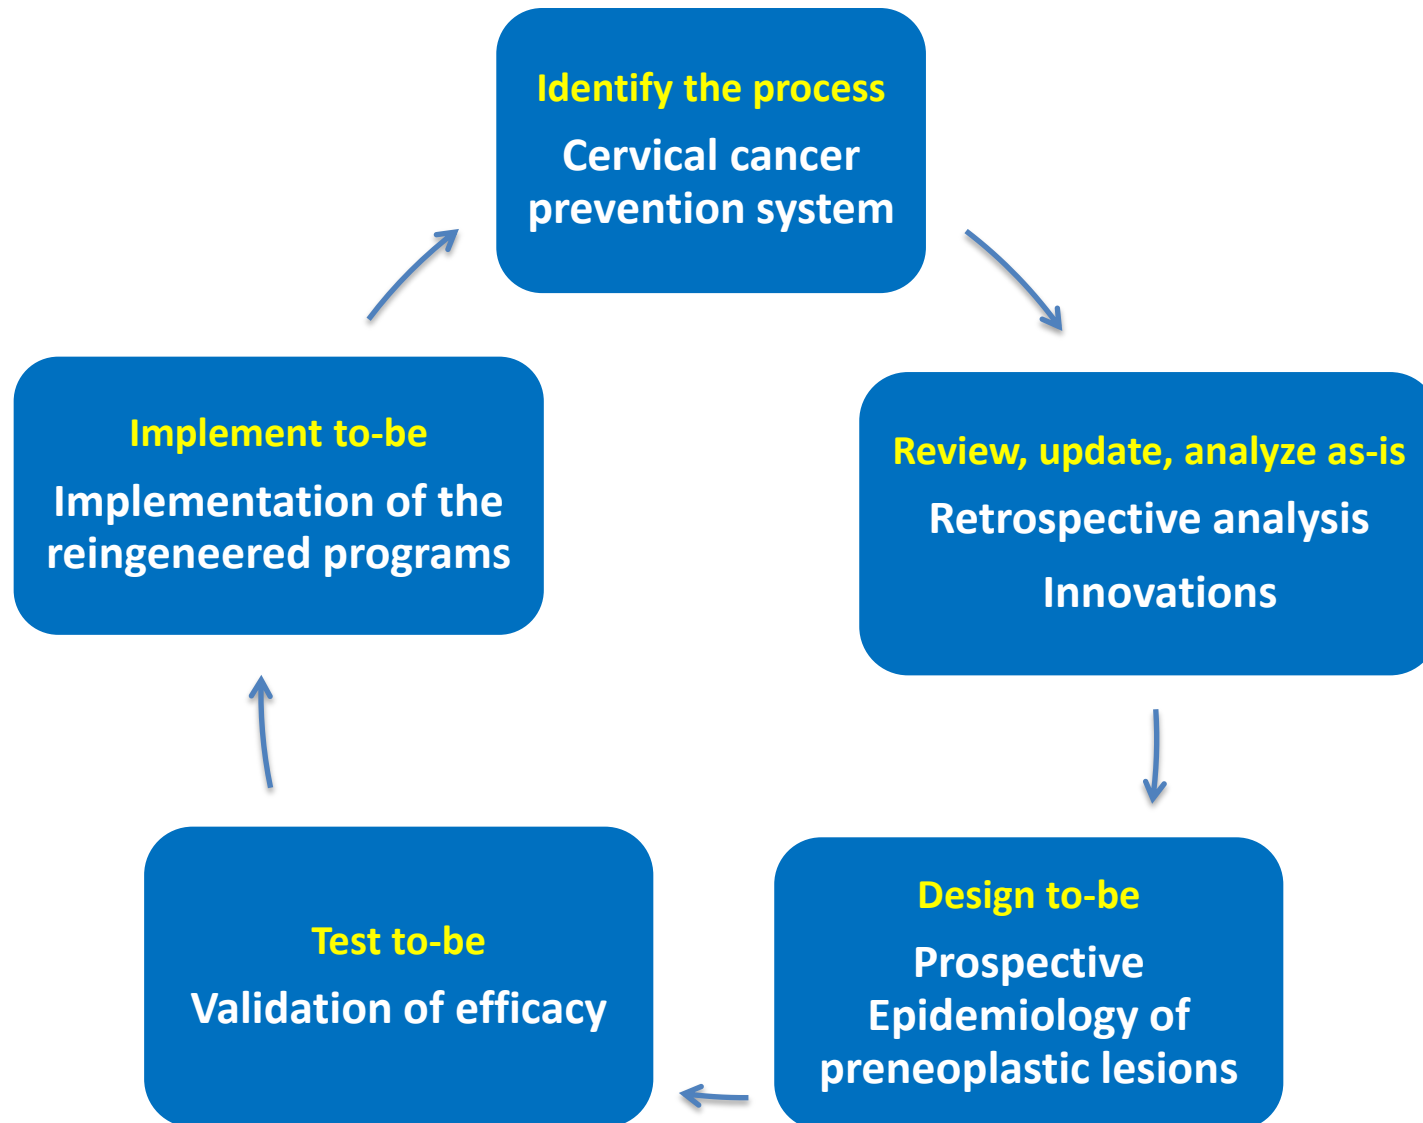 Identify the process
Cervical cancer
prevention system
Review, update, analyze as-is
Retrospective analysis
Innovations
Design to-be
Prospective
Epidemiology of
preneoplastic lesions
Test to-be
Validation of efficacy
Implement to-be
Implementation of the
reingeneered programs